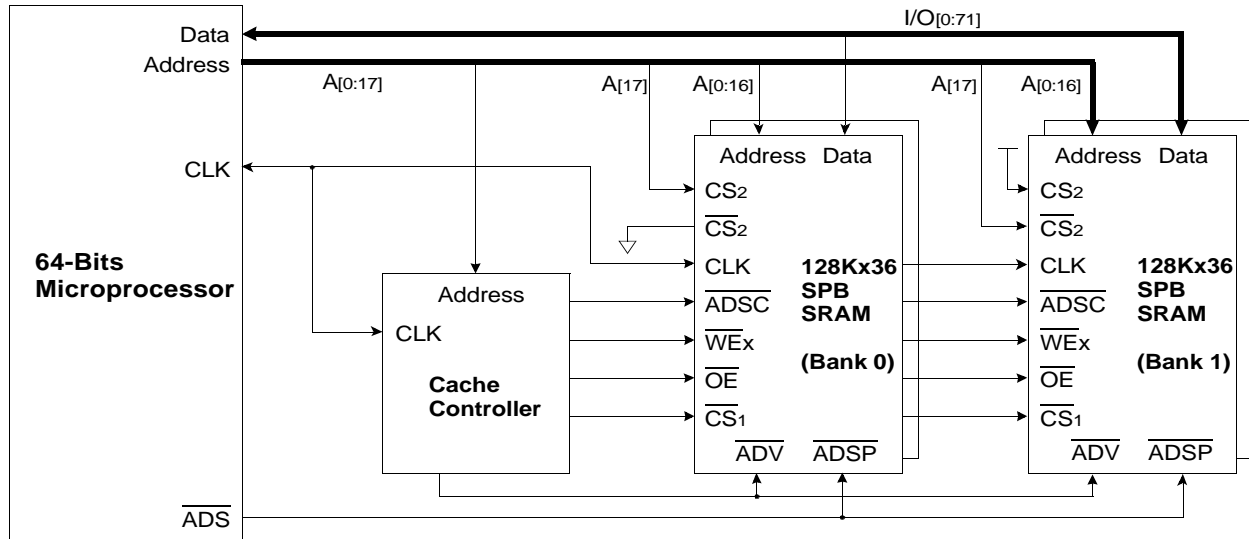 I/O[0:71]
Data
Address
A[0:17]
A[17]
A[0:16]
A[17]
A[0:16]
CLK
64-Bits
Microprocessor
ADS
Address
CLK
Cache
Controller
Address Data
CS2
CS2
CLK
ADSC
WEx
OE
CS1
128Kx36
SPB
SRAM
(Bank 0)
ADV ADSP
Address Data
CS2
CS2
CLK
ADSC
WEx
OE
CS1
128Kx36
SPB
SRAM
(Bank 1)
ADV ADSP